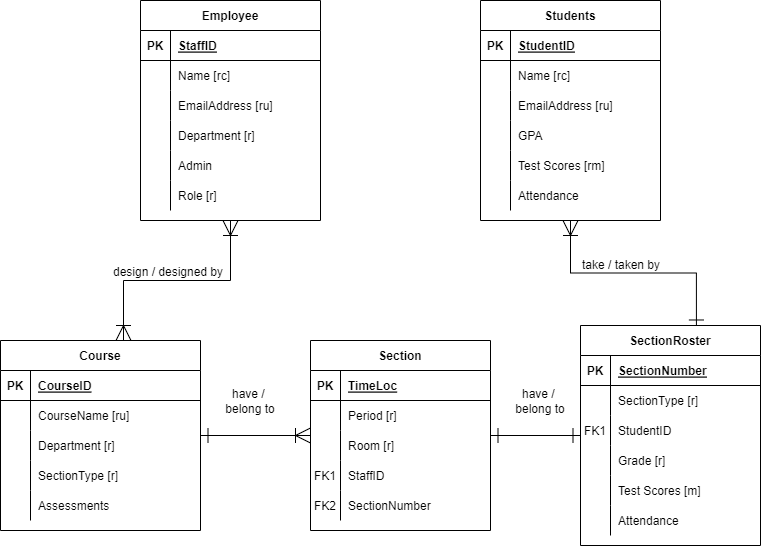 Employee
PK StaffID
Name [rc]
EmailAddress [ru]
Department [r]
Admin
Role [r]
Students
PK StudentID
Name [rc]
EmailAddress [ru]
GPA
Test Scores [rm]
Attendance
design / designed by
take / taken by
Course
PK CourseID
CourseName [ru]
Department [r]
SectionType [r]
Assessments
have /
belong to
Section
PK TimeLoc
Period [r]
Room [r]
FK1 StaffID
FK2 SectionNumber
have /
belong to
SectionRoster
PK SectionNumber
SectionType [r]
FK1 StudentID
Grade [r]
Test Scores [m]
Attendance